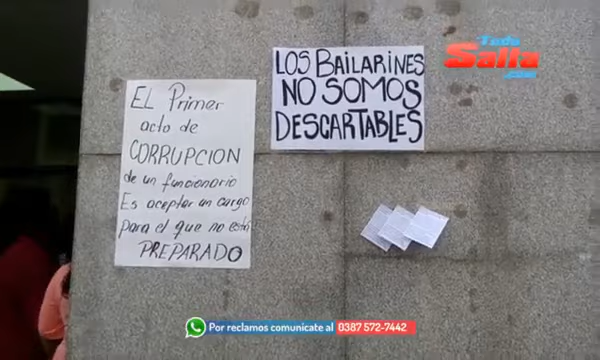 EL Primer
acto de
CORRUPCION
de un funcionario
Es aceptar un cargo
para el que no está
PREPARADO
LOS BAILARINES
NO SOMOS
DESCARTABLES
Todo
Salta
.com
Por reclamos comunicate al 0387 572-7442